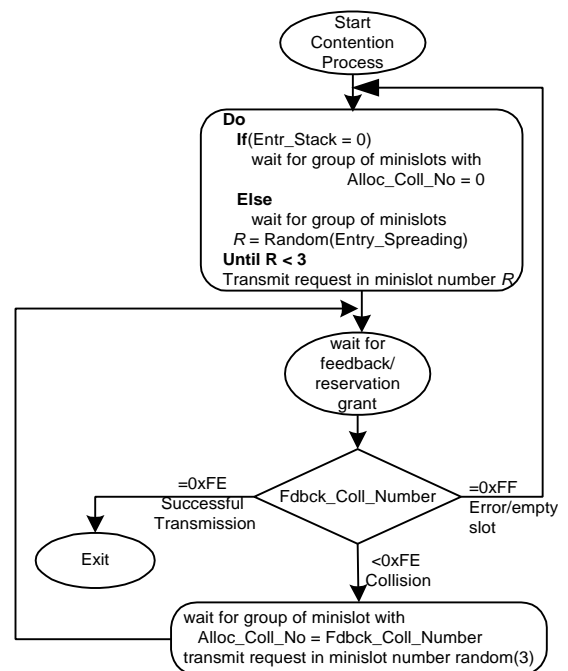 Start
Contention
Process
Do
If(Entr_Stack = 0)
wait for group of minislots with
Alloc_Coll_No = 0
Else
wait for group of minislots
R = Random(Entry_Spreading)
Until R < 3
Transmit request in minislot number R
wait for
feedback/
reservation
grant
Fdbck_Coll_Number
=0xFE
Successful
Transmission
=0xFF
Error/empty
slot
Exit
<0xFE
Collision
wait for group of minislot with
Alloc_Coll_No = Fdbck_Coll_Number
transmit request in minislot number random(3)